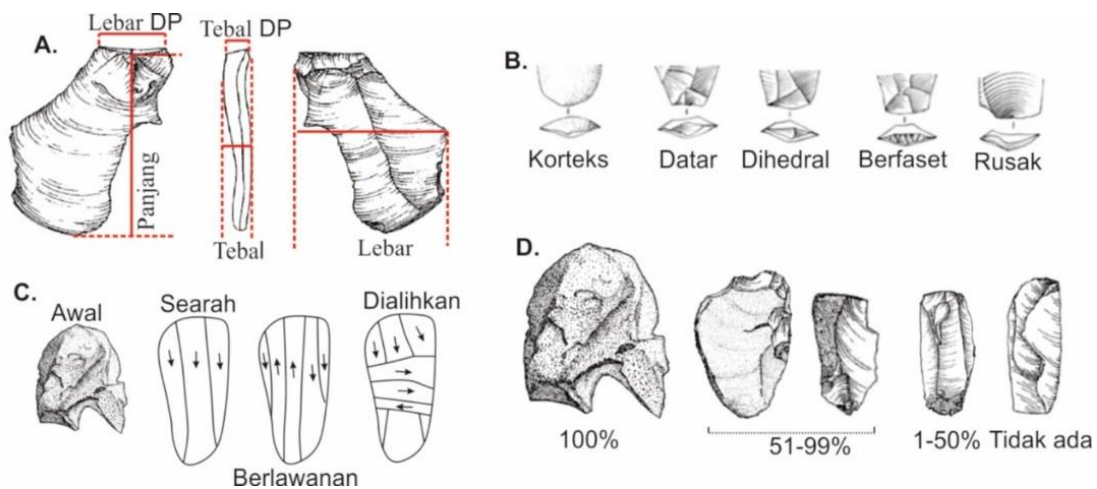 A.
Lebar DP
Tebal DP
Panjang
Tebal
Lebar
B.
Korteks
Datar
Dihedral
Berfaset
Rusak
C.
Awal
Searah
Dialihkan
Berlawanan
D.
100%
51-99%
1-50%
Tidak ada